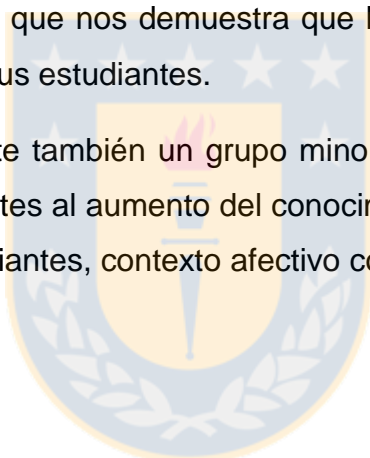 que nos demuestra que
us estudiantes.
te también un grupo mino
tes al aumento del conoci
iantes, contexto afectivo co